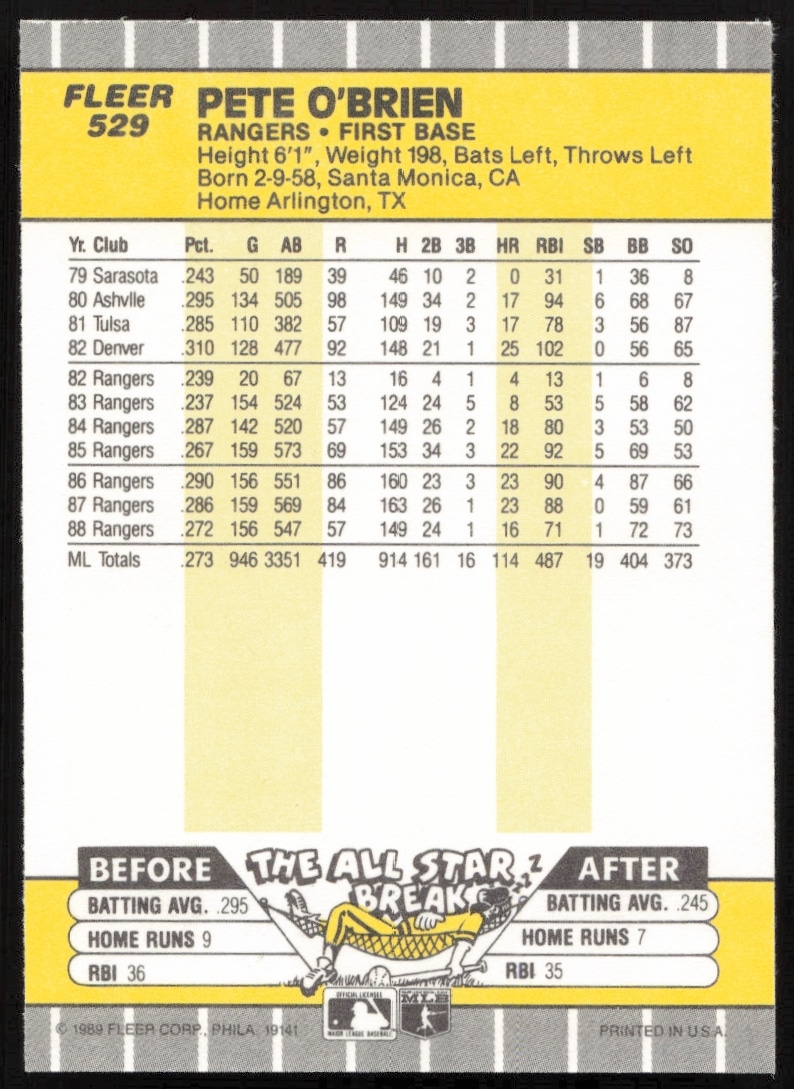 FLEER
529
PETE O'BRIEN
RANGERS • FIRST BASE
Height 6'1", Weight 198, Bats Left, Throws Left
Born 2-9-58, Santa Monica, CA
Home Arlington, TX
Yr. Club Pct. G AB R H 2B 3B HR RBI SB BB SO
79 Sarasota .243 50 189 39 46 10 2 0 31 1 36 8
80 Ashvlle .295 134 505 98 149 34 2 17 94 6 68 67
81 Tulsa .285 110 382 57 109 19 3 17 78 3 56 87
82 Denver .310 128 477 92 148 21 1 25 102 0 56 65
82 Rangers .239 20 67 13 16 4 1 4 13 1 6 8
83 Rangers .237 154 524 53 124 24 5 8 53 5 58 62
84 Rangers .287 142 520 57 149 26 2 18 80 3 53 50
85 Rangers .267 159 573 69 153 34 3 22 92 5 69 53
86 Rangers .290 156 551 86 160 23 3 23 90 4 87 66
87 Rangers .286 159 569 84 163 26 1 23 88 0 59 61
88 Rangers .272 156 547 57 149 24 1 16 71 1 72 73
ML Totals .273 946 3351 419 914 161 16 114 487 19 404 373
BEFORE THE ALL STAR BREAK zzz AFTER
BATTING AVG. .295 BATTING AVG. .245
HOME RUNS 9 HOME RUNS 7
RBI 36 RBI 35
OFFICIAL LICENSEE
MAJOR LEAGUE BASEBALL
MLB
© 1989 FLEER CORP., PHILA. 19141 PRINTED IN U.S.A.